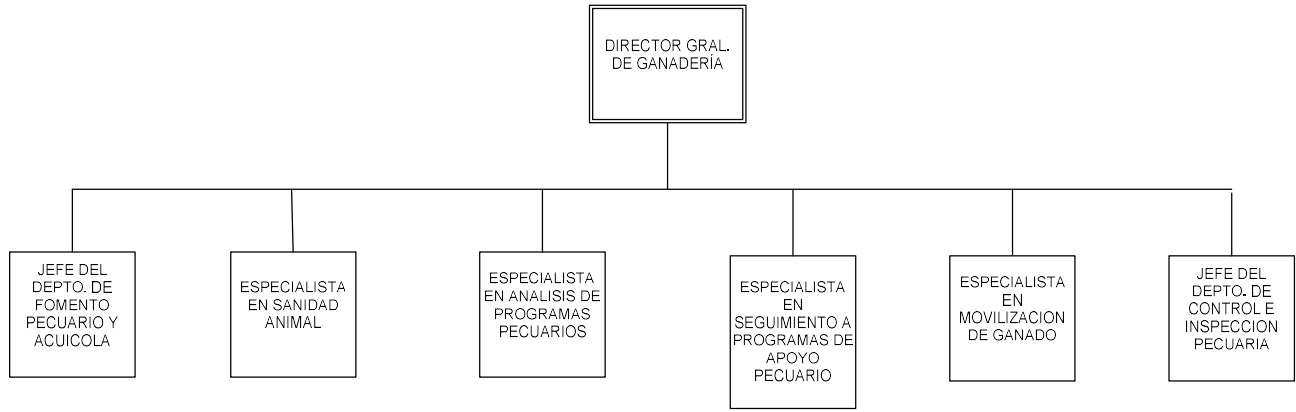 DIRECTOR GRAL.
DE GANADERÍA
JEFE DEL
DEPTO. DE
FOMENTO
PECUARIO Y
ACUICOLA
ESPECIALISTA
EN SANIDAD
ANIMAL
ESPECIALISTA
EN ANALISIS DE
PROGRAMAS
PECUARIOS
ESPECIALISTA
EN
SEGUIMIENTO A
PROGRAMAS DE
APOYO
PECUARIO
ESPECIALISTA
EN
MOVILIZACION
DE GANADO
JEFE DEL
DEPTO. DE
CONTROL E
INSPECCION
PECUARIA